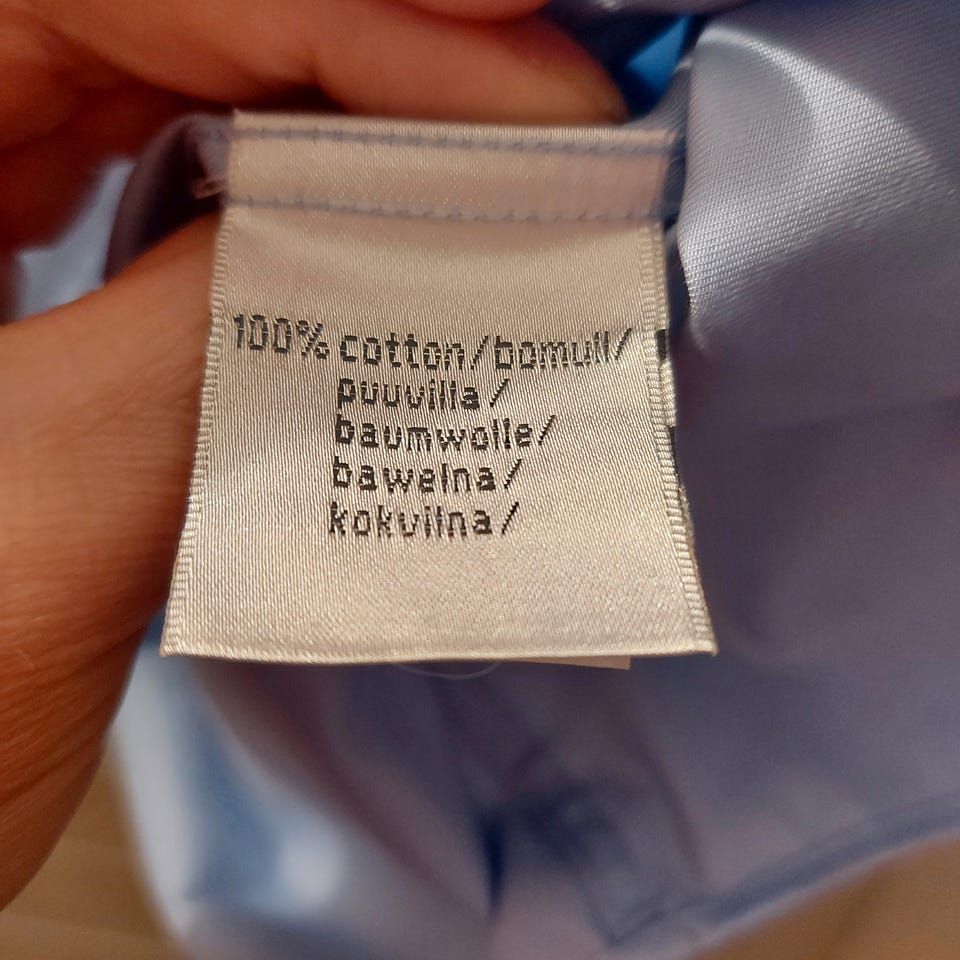 100% cotton/bomull/
puuvilla/
baumwolle/
bawełna/
kokvilna/